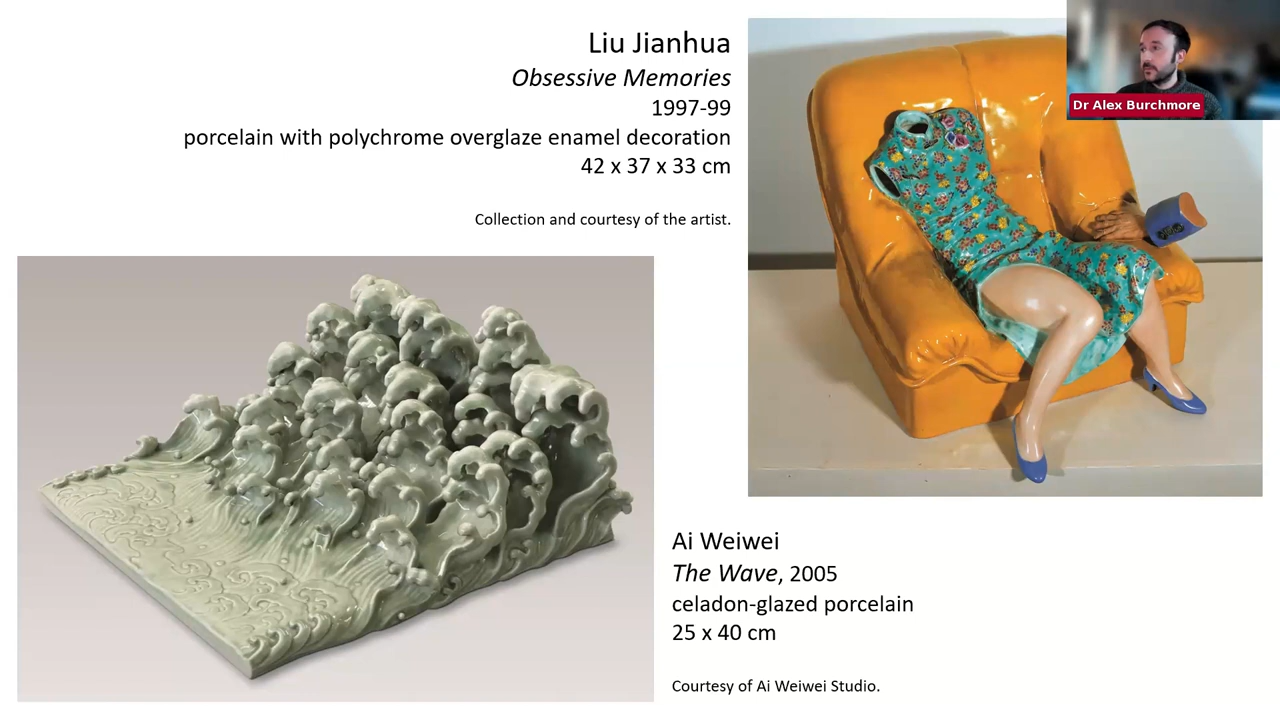 Liu Jianhua
Obsessive Memories
1997-99
porcelain with polychrome overglaze enamel decoration
42 x 37 x 33 cm
Collection and courtesy of the artist.
Dr Alex Burchmore
Ai Weiwei
The Wave, 2005
celadon-glazed porcelain
25 x 40 cm
Courtesy of Ai Weiwei Studio.